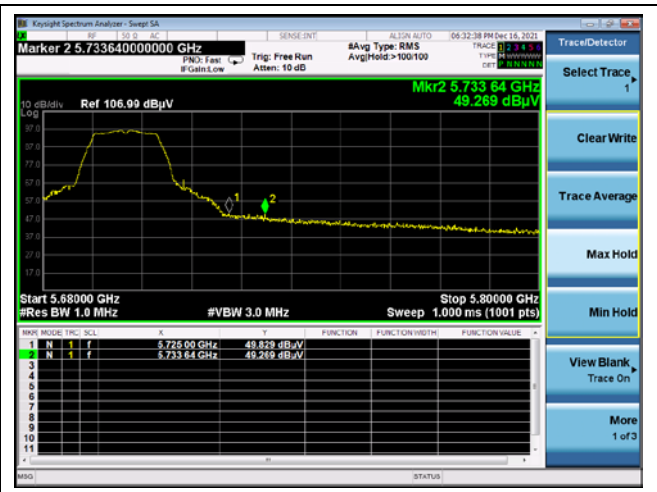 Keysight Spectrum Analyzer - Swept SA
RF 50 Ω AC SENSE:INT ALIGN AUTO 06:32:38 PM Dec 16, 2021
Marker 2 5.733640000000 GHz
PNO: Fast
IFGain:Low
Trig: Free Run
Atten: 10 dB
#Avg Type: RMS
Avg|Hold:>100/100
TRACE 1 2 3 4 5 6
TYPE M WWWWW
DET P N N N N N
Mkr2 5.733 64 GHz
49.269 dBµV
10 dB/div Ref 106.99 dBµV
Log
97.0
87.0
77.0
67.0
57.0
47.0
37.0
27.0
17.0
1
2
Start 5.68000 GHz Stop 5.80000 GHz
#Res BW 1.0 MHz #VBW 3.0 MHz Sweep 1.000 ms (1001 pts)
MKR MODE TRC SCL X Y FUNCTION FUNCTION WIDTH FUNCTION VALUE
1 N 1 f 5.725 00 GHz 49.829 dBµV
2 N 1 f 5.733 64 GHz 49.269 dBµV
3
4
5
6
7
8
9
10
11
MSG STATUS
Trace/Detector
Select Trace
1
Clear Write
Trace Average
Max Hold
Min Hold
View Blank
Trace On
More
1 of 3